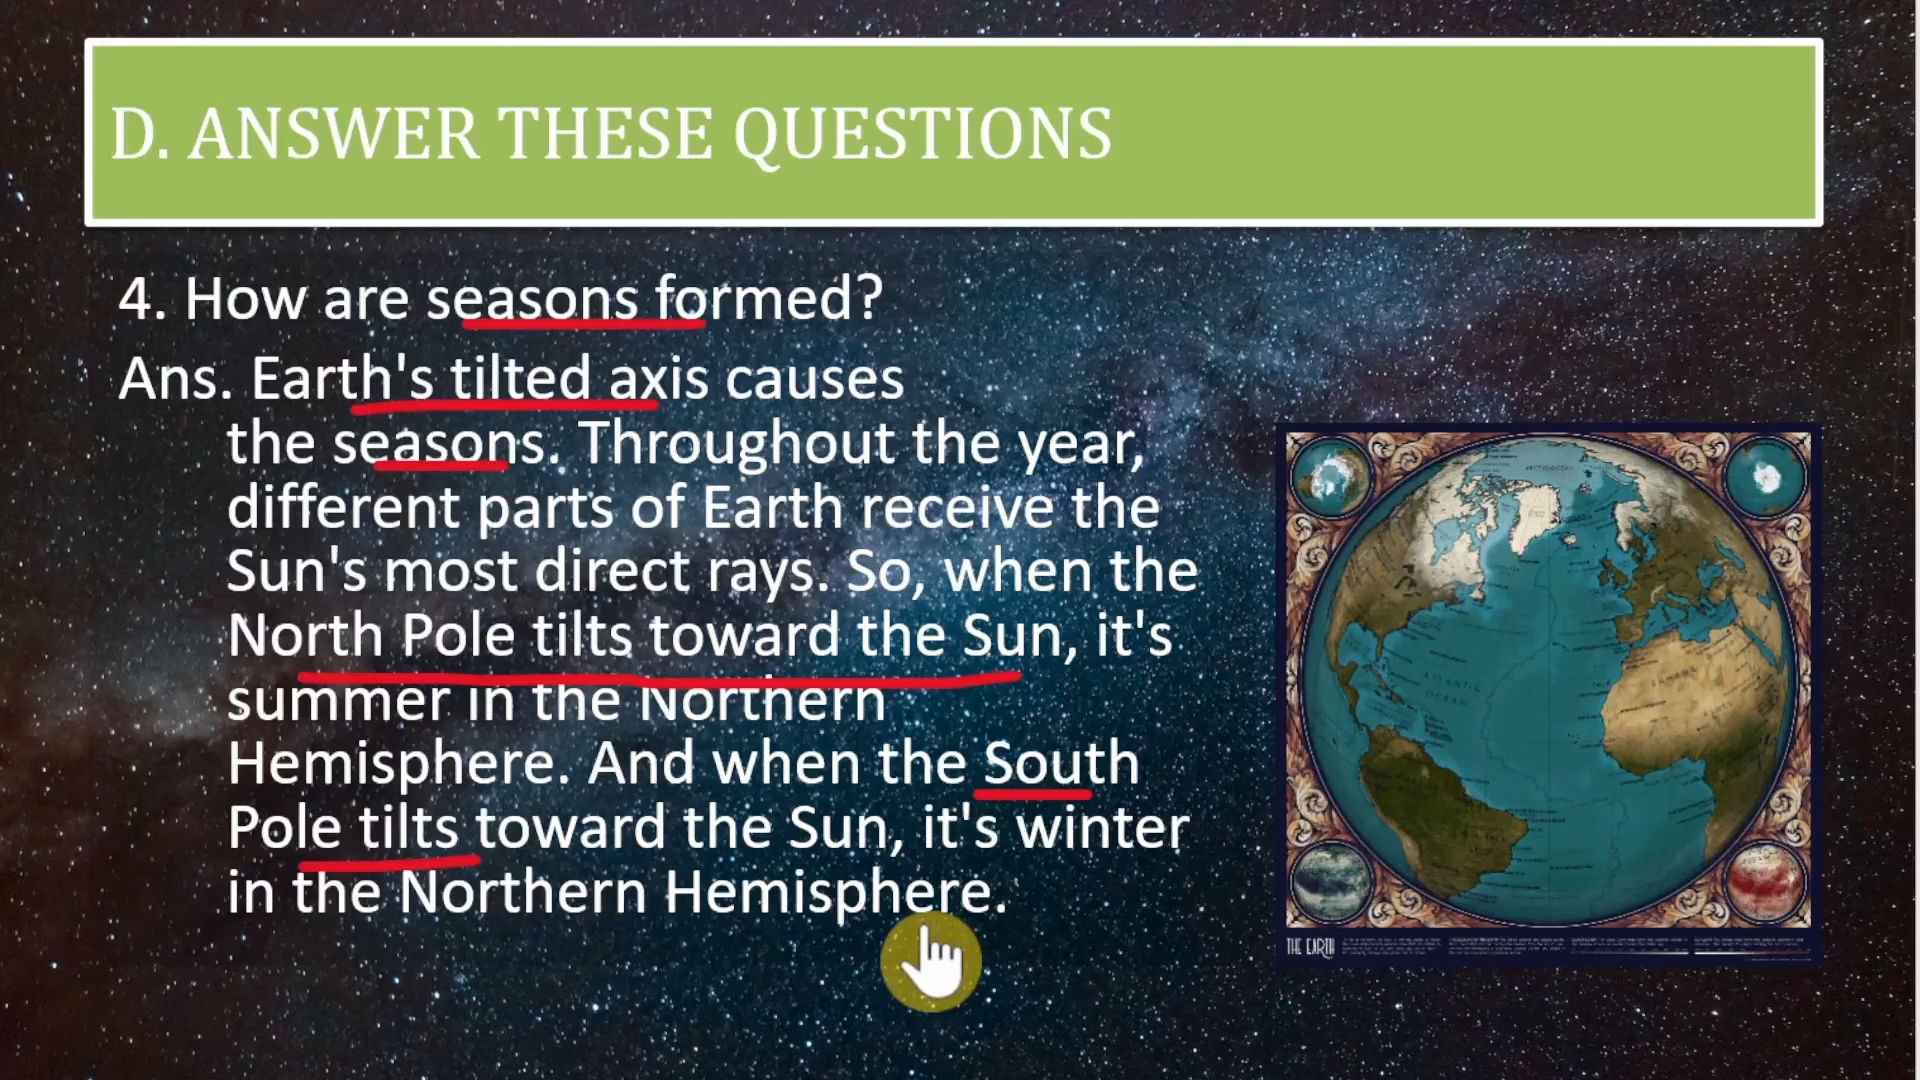 D. ANSWER THESE QUESTIONS
4. How are seasons formed?
Ans. Earth's tilted axis causes
the seasons. Throughout the year,
different parts of Earth receive the
Sun's most direct rays. So, when the
North Pole tilts toward the Sun, it's
summer in the Northern
Hemisphere. And when the South
Pole tilts toward the Sun, it's winter
in the Northern Hemisphere.
ATLANTIC
OCEAN
THE EARTH